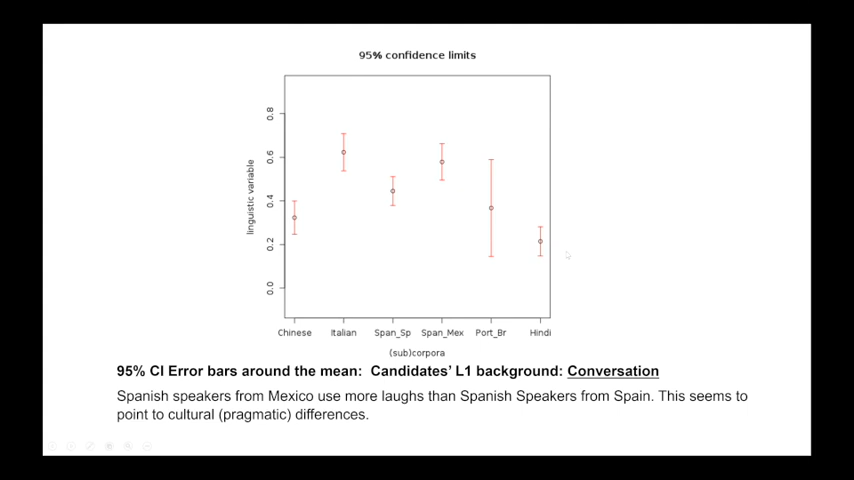 95% confidence limits
linguistic variable
0.8
0.6
0.4
0.2
0.0
Chinese Italian Span_Sp Span_Mex Port_Br Hindi
(sub)corpora
95% CI Error bars around the mean: Candidates' L1 background: Conversation
Spanish speakers from Mexico use more laughs than Spanish Speakers from Spain. This seems to
point to cultural (pragmatic) differences.